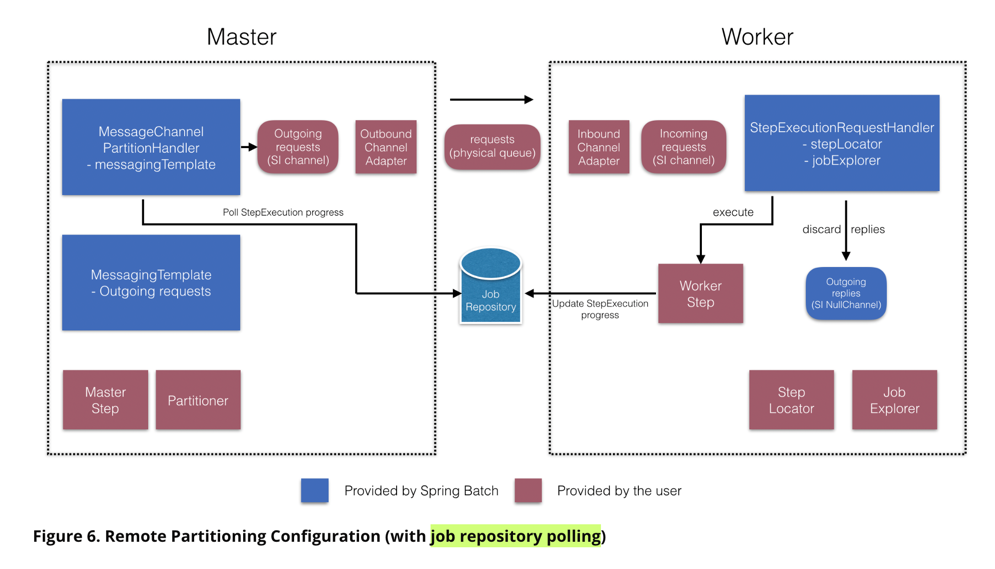 Master
Worker
MessageChannel
PartitionHandler
- messagingTemplate
Outgoing
requests
(SI channel)
Outbound
Channel
Adapter
requests
(physical queue)
Inbound
Channel
Adapter
Incoming
requests
(SI channel)
StepExecutionRequestHandler
- stepLocator
- jobExplorer
Poll StepExecution progress
execute
discard replies
MessagingTemplate
- Outgoing requests
Job
Repository
Update StepExecution
progress
Worker
Step
Outgoing
replies
(SI NullChannel)
Master
Step
Partitioner
Step
Locator
Job
Explorer
Provided by Spring Batch
Provided by the user
Figure 6. Remote Partitioning Configuration (with job repository polling)